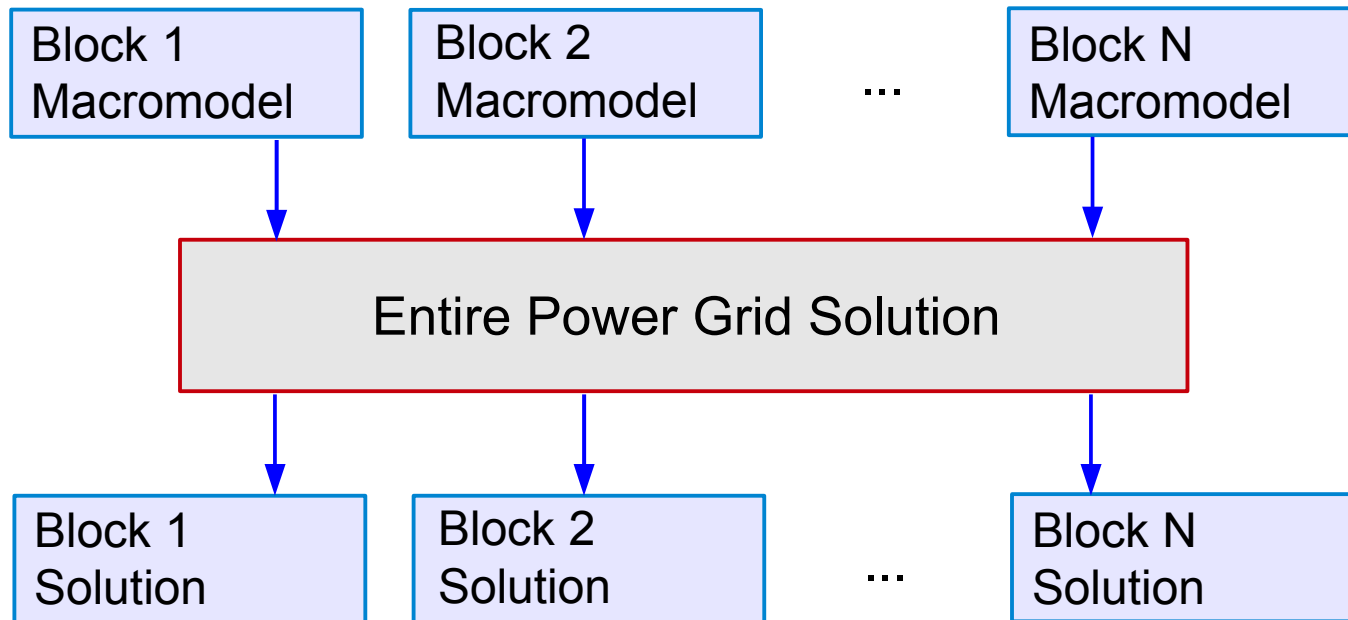 Block 1
Macromodel
Block 2
Macromodel
...
Block N
Macromodel
Entire Power Grid Solution
Block 1
Solution
Block 2
Solution
...
Block N
Solution